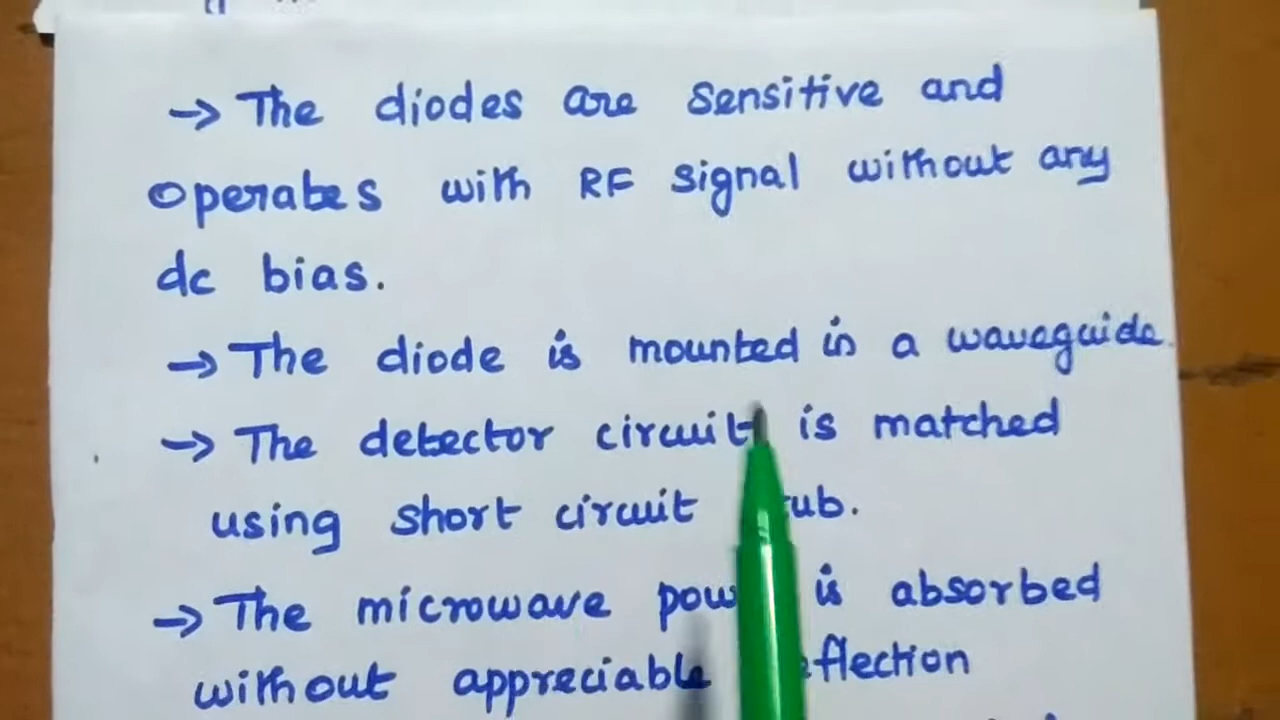 → The diodes are sensitive and
operates with RF signal without any
dc bias.
→ The diode is mounted in a waveguide.
→ The detector circuit is matched
using short circuit
→ The microwave is absorbed
without appreciable